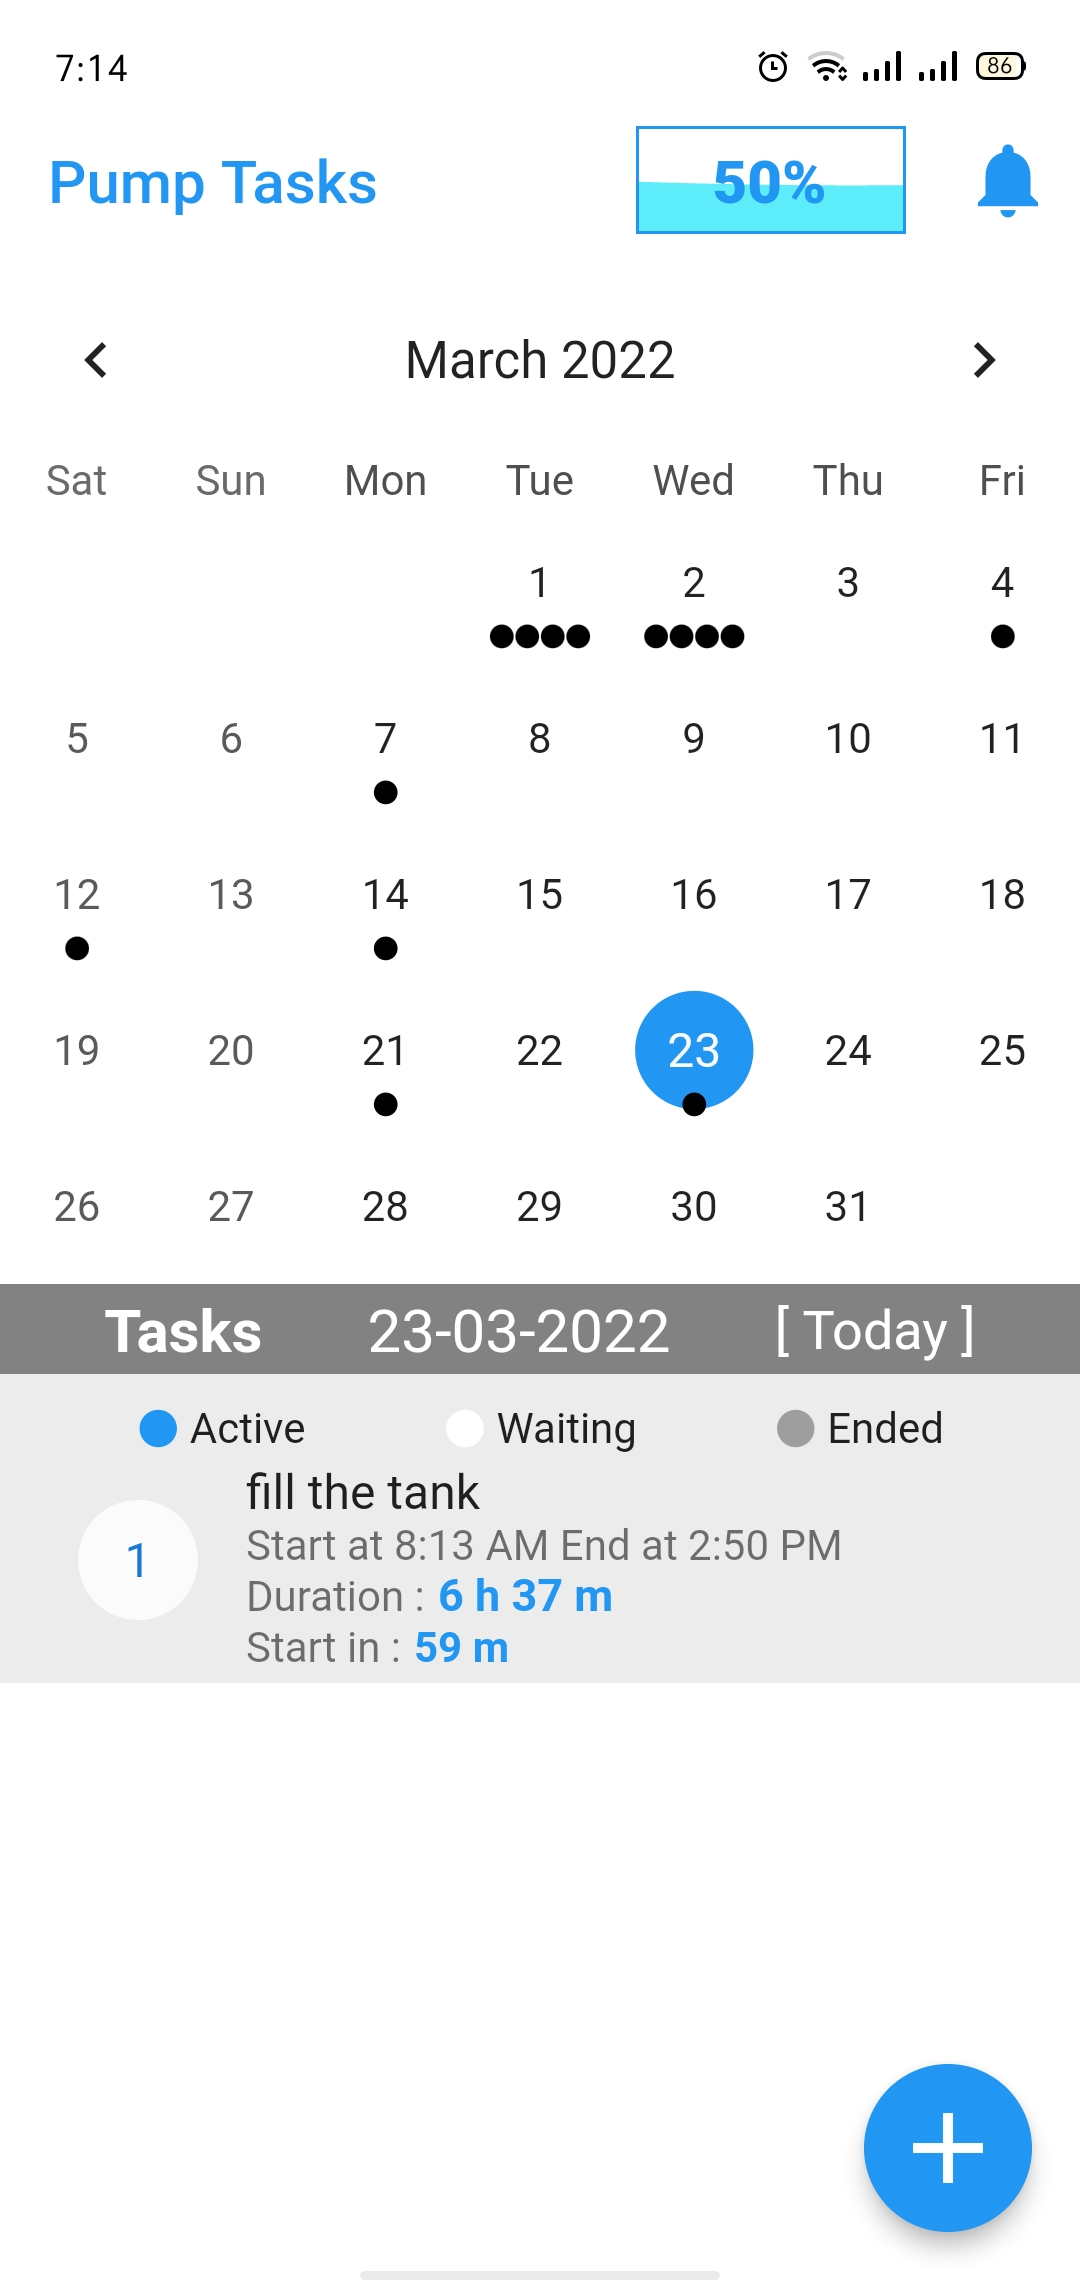 7:14 86
Pump Tasks 50%
March 2022
Sat Sun Mon Tue Wed Thu Fri
1 2 3 4
5 6 7 8 9 10 11
12 13 14 15 16 17 18
19 20 21 22 23 24 25
26 27 28 29 30 31
Tasks 23-03-2022 [ Today ]
Active Waiting Ended
fill the tank
1
Start at 8:13 AM End at 2:50 PM
Duration : 6 h 37 m
Start in : 59 m